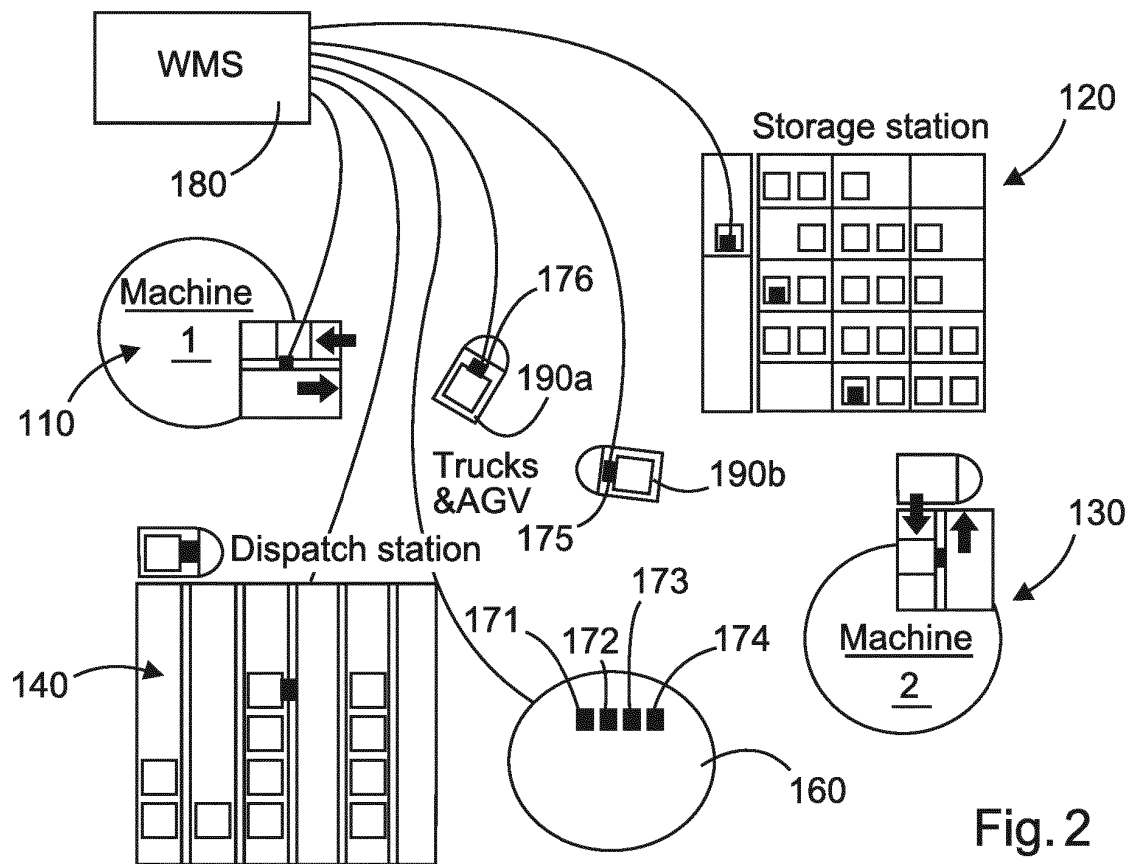 WMS
180
120
Storage station
Machine
1
110
176
190a
Trucks
&AGV
190b
175
130
Dispatch station
173
171
172
174
Machine
2
140
160
Fig. 2